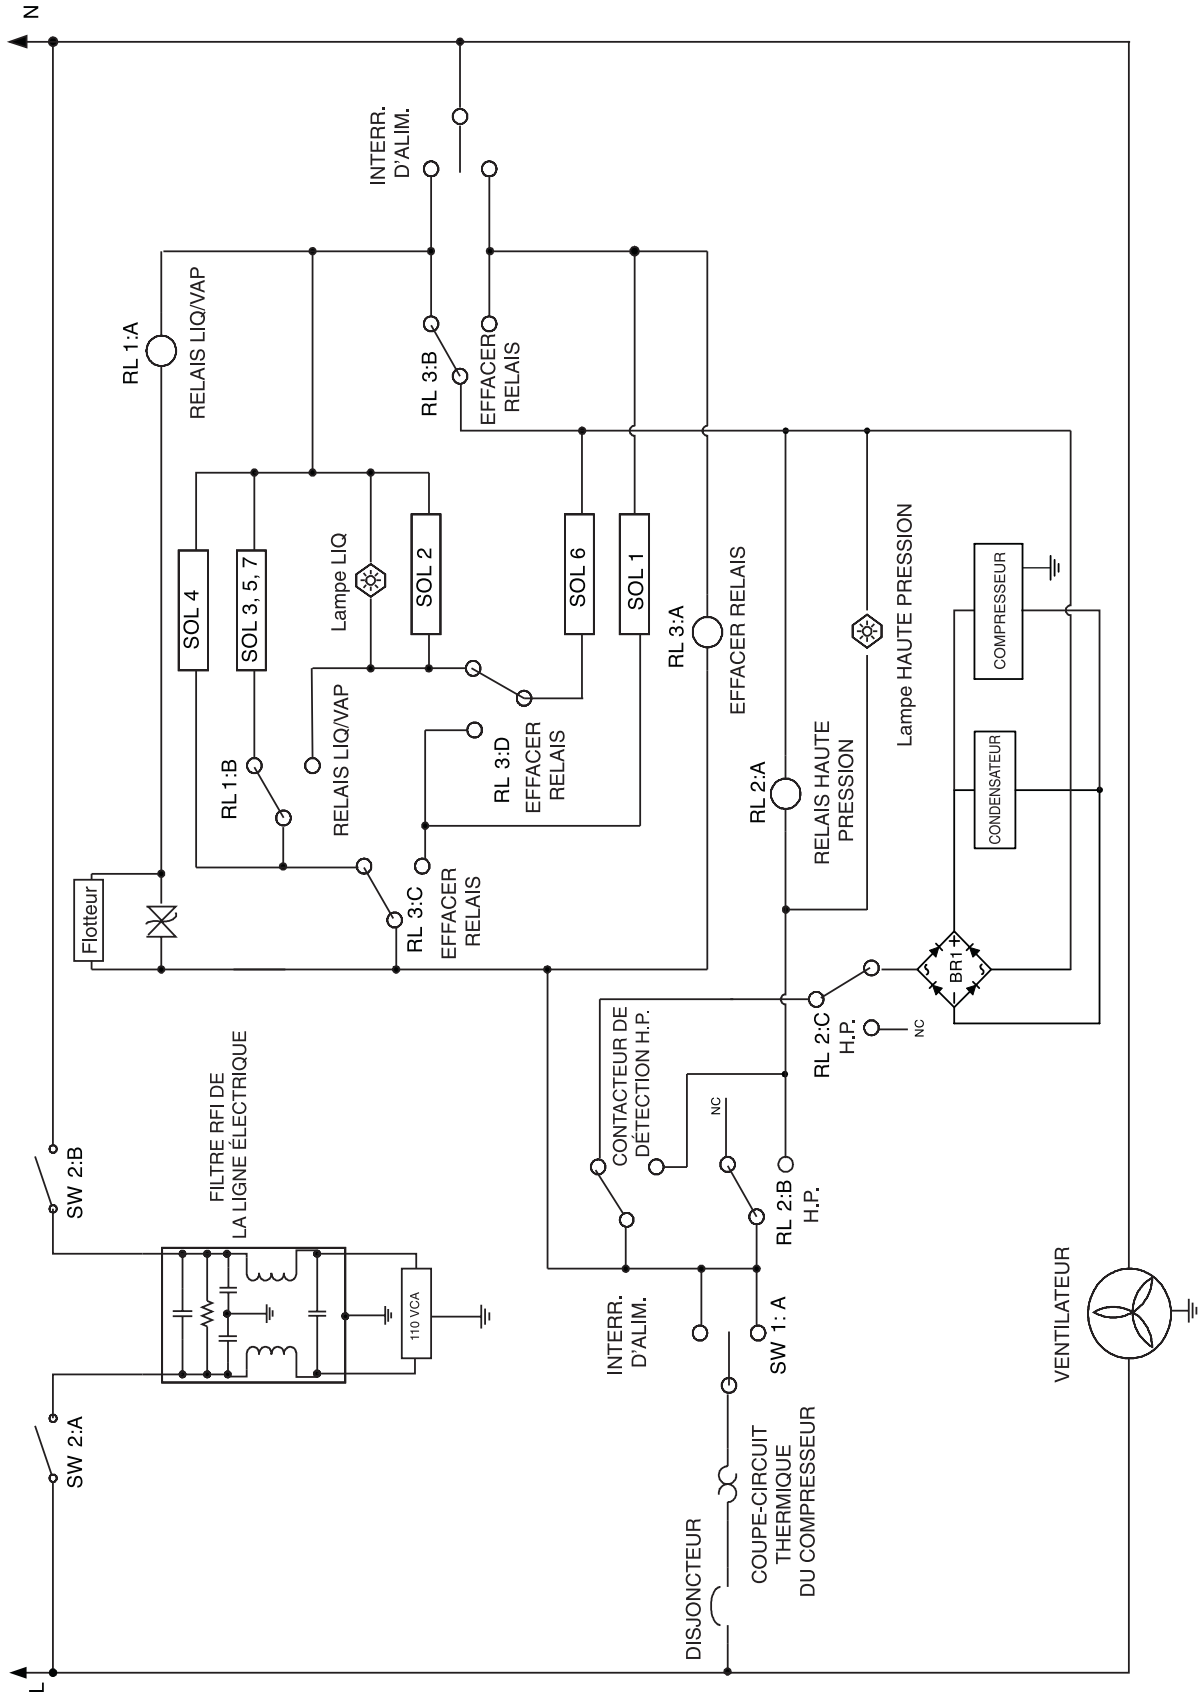 N
L
INTERR.
D'ALIM.
RL 1:A
RELAIS LIQ/VAP
RL 3:B
EFFACER
RELAIS
SOL 4
SOL 3, 5, 7
Lampe LIQ
SOL 2
SOL 6
SOL 1
RL 3:A
EFFACER RELAIS
Lampe HAUTE PRESSION
COMPRESSEUR
CONDENSATEUR
RL 1:B
RELAIS LIQ/VAP
RL 3:D
EFFACER
RELAIS
RL 2:A
RELAIS HAUTE
PRESSION
Flotteur
RL 3:C
EFFACER
RELAIS
BR1
+
–
RL 2:C
H.P.
NC
SW 2:B
FILTRE RFI DE
LA LIGNE ÉLECTRIQUE
CONTACTEUR DE
DÉTECTION H.P.
NC
RL 2:B
H.P.
110 VCA
INTERR.
D'ALIM.
SW 1: A
SW 2:A
VENTILATEUR
DISJONCTEUR
COUPE-CIRCUIT
THERMIQUE
DU COMPRESSEUR